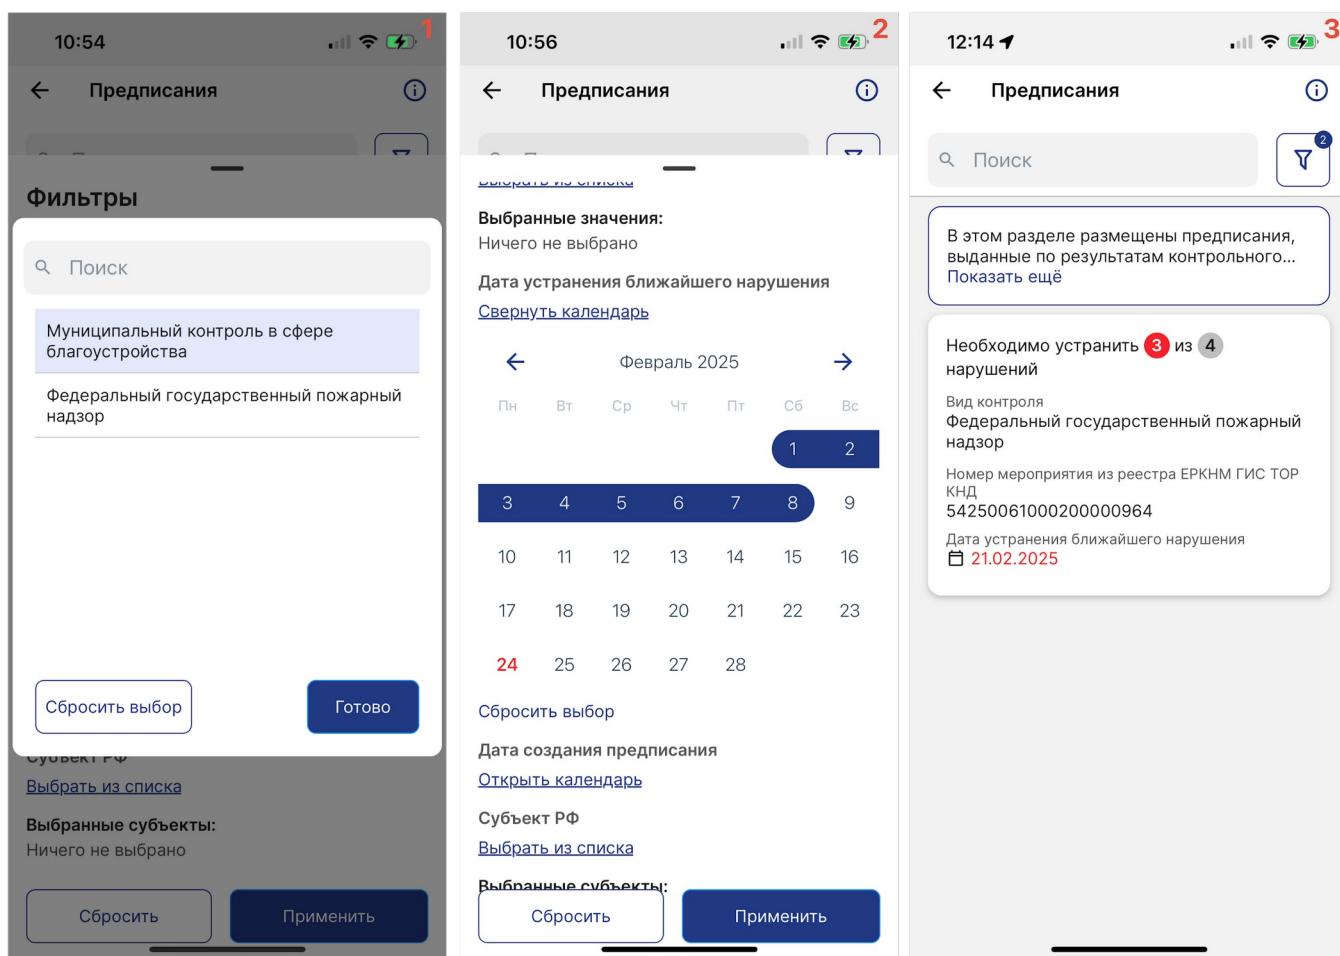 10:54
1
Предписания
Фильтры
Поиск
Муниципальный контроль в сфере
благоустройства
Федеральный государственный пожарный
надзор
Сбросить выбор
Готово
Субъект РФ
Выбрать из списка
Выбранные субъекты:
Ничего не выбрано
Сбросить
Применить
10:56
2
Предписания
Выбрать из списка
Выбранные значения:
Ничего не выбрано
Дата устранения ближайшего нарушения
Свернуть календарь
Февраль 2025
Пн Вт Ср Чт Пт Сб Вс
1 2
3 4 5 6 7 8 9
10 11 12 13 14 15 16
17 18 19 20 21 22 23
24 25 26 27 28
Сбросить выбор
Дата создания предписания
Открыть календарь
Субъект РФ
Выбрать из списка
Выбранные субъекты:
Сбросить
Применить
12:14
3
Предписания
Поиск
2
В этом разделе размещены предписания,
выданные по результатам контрольного...
Показать ещё
Необходимо устранить 3 из 4
нарушений
Вид контроля
Федеральный государственный пожарный
надзор
Номер мероприятия из реестра ЕРКНМ ГИС ТОР
КНД
54250061000200000964
Дата устранения ближайшего нарушения
21.02.2025